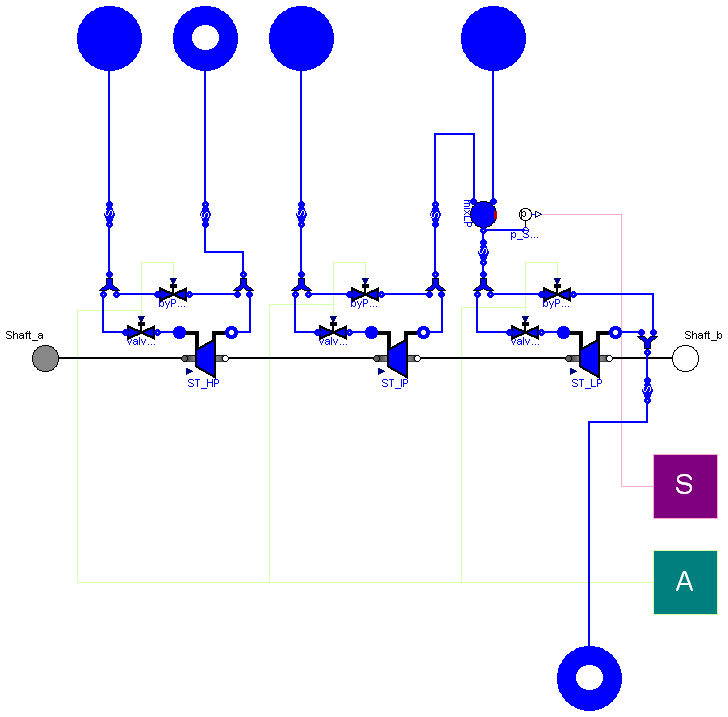 S
S
S
S
mixLP
p
p_S...
S
byP...
byP...
byP...
valv...
valv...
valv...
Shaft_a
Shaft_b
ST_HP
ST_IP
ST_LP
S
S
A